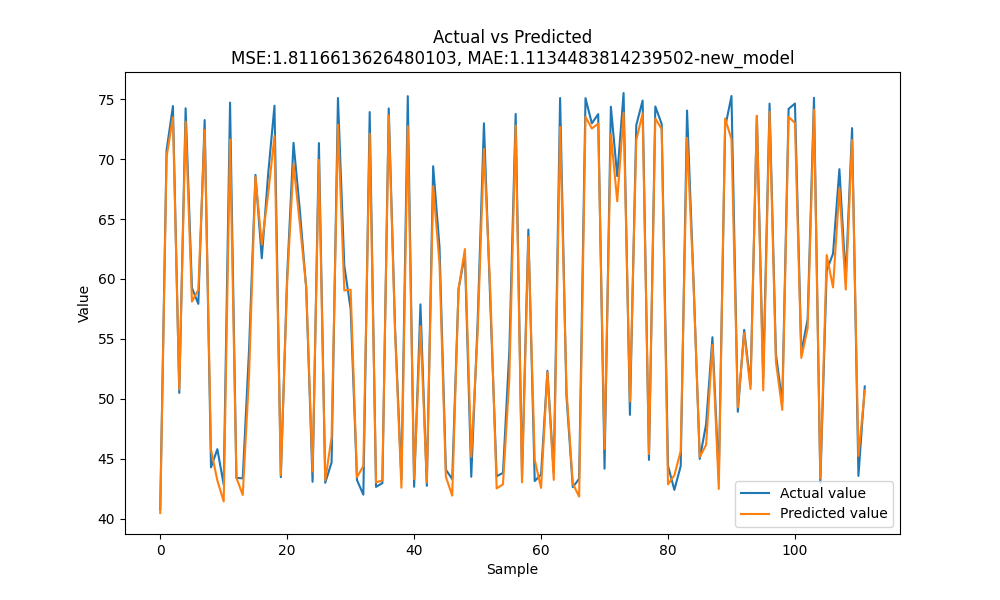 Actual vs Predicted
MSE:1.8116613626480103, MAE:1.1134483814239502-new_model
Value
75
70
65
60
55
50
45
40
0
20
40
60
80
100
Sample
Actual value
Predicted value